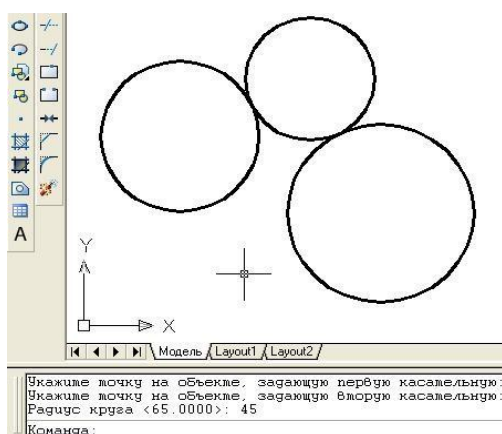 A
Y
X
Модель Layout1 Layout2
Укажите точку на объекте, задающую первую касательную:
Укажите точку на объекте, задающую вторую касательную:
Радиус круга <65.0000>: 45
Команда: